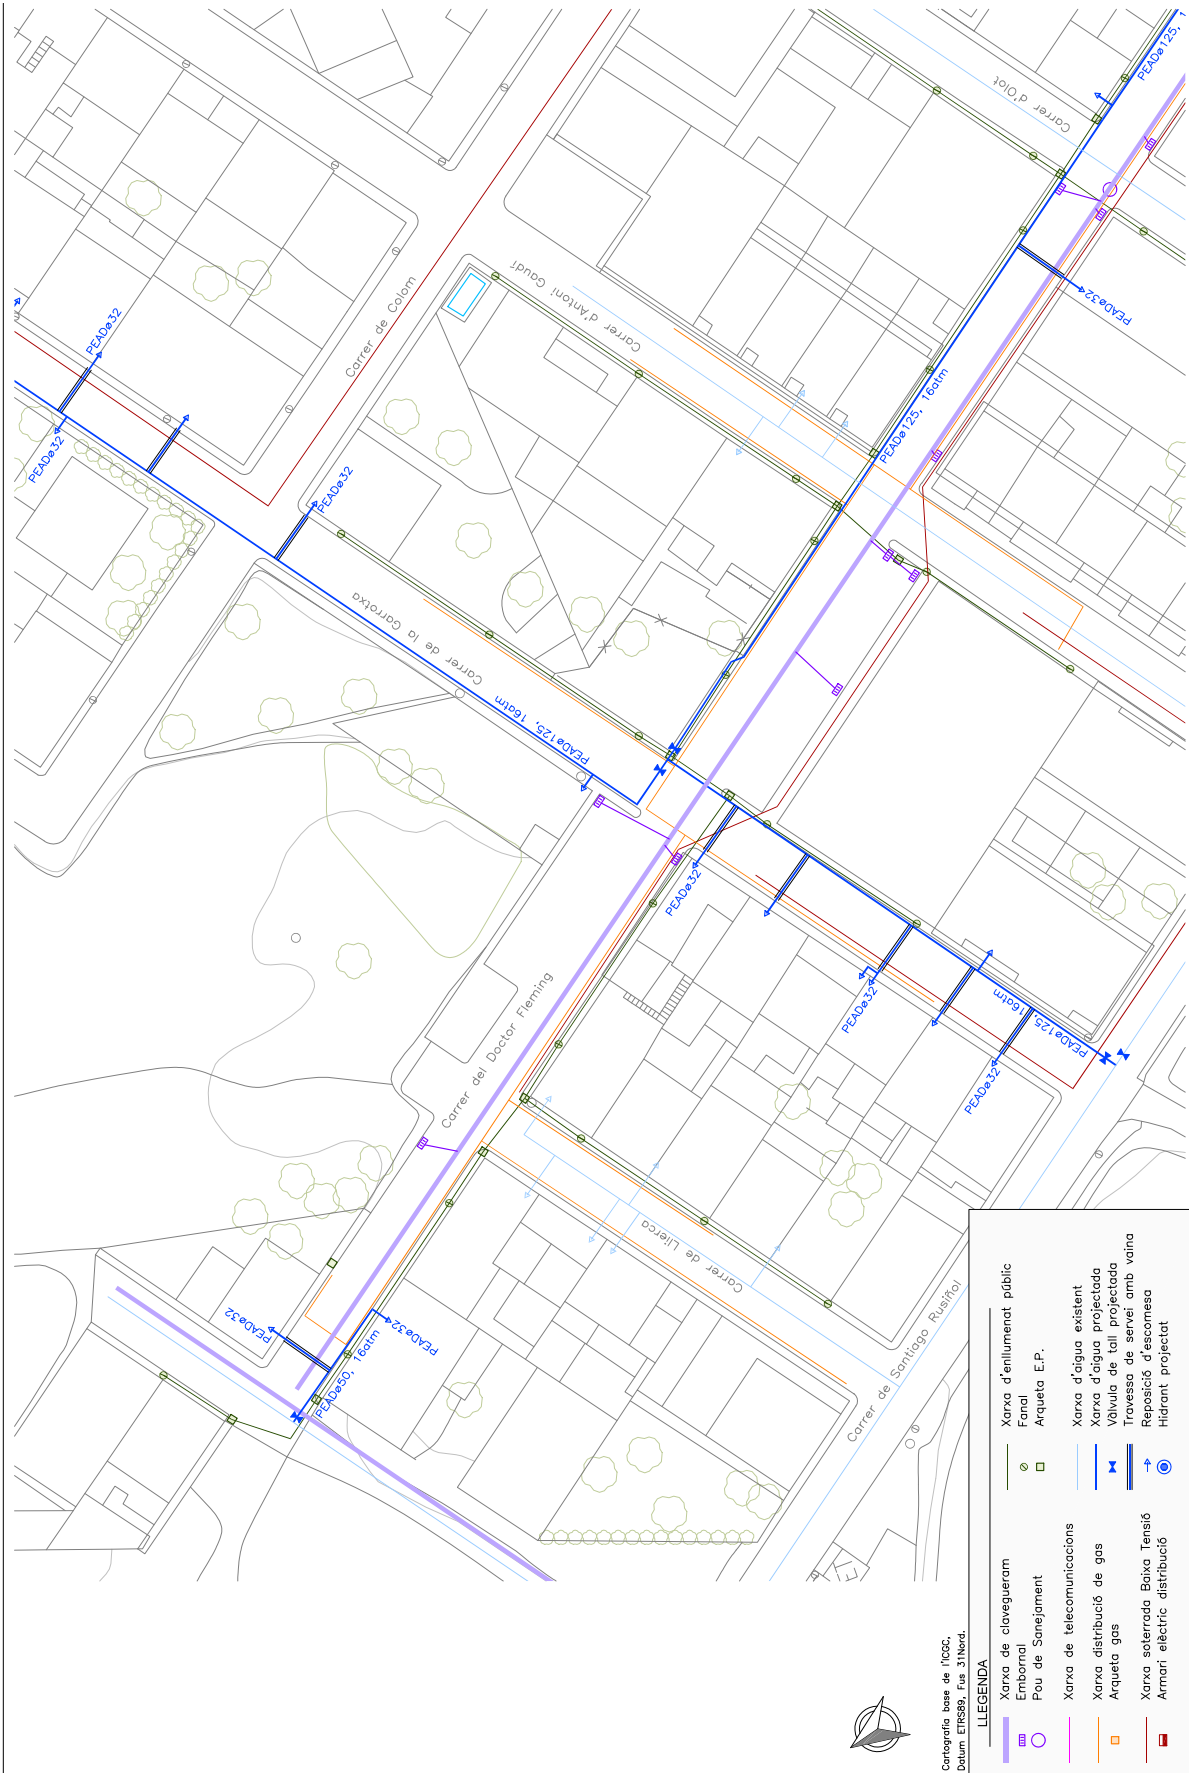 PEADø125, 1
Carrer d'Olot
PEADø32
Carrer de Colom
Carrer d'Antoni Gaudí
PEADø32
PEADø125, 16atm
PEADø32
PEADø32
Carrer de la Garrotxa
PEADø125, 16atm
PEADø32
Carrer del Doctor Fleming
PEADø32
PEADø125, 16atm
PEADø32
Carrer de Llierca
Carrer de Santiago Rusiñol
PEADø32
PEADø32
PEADø50, 16atm
Cartografia base de l'ICGC,
Datum ETRS89, Fus 31Nord.
LLEGENDA
Xarxa de clavegueram
Embornal
Pou de Sanejament
Xarxa de telecomunicacions
Xarxa distribució de gas
Arqueta gas
Xarxa soterrada Baixa Tensió
Armari elèctric distribució
Xarxa d'enllumenat públic
Fanal
Arqueta E.P.
Xarxa d'aigua existent
Xarxa d'aigua projectada
Vàlvula de tall projectada
Travessa de servei amb vaina
Reposició d'escomesa
Hidrant projectat